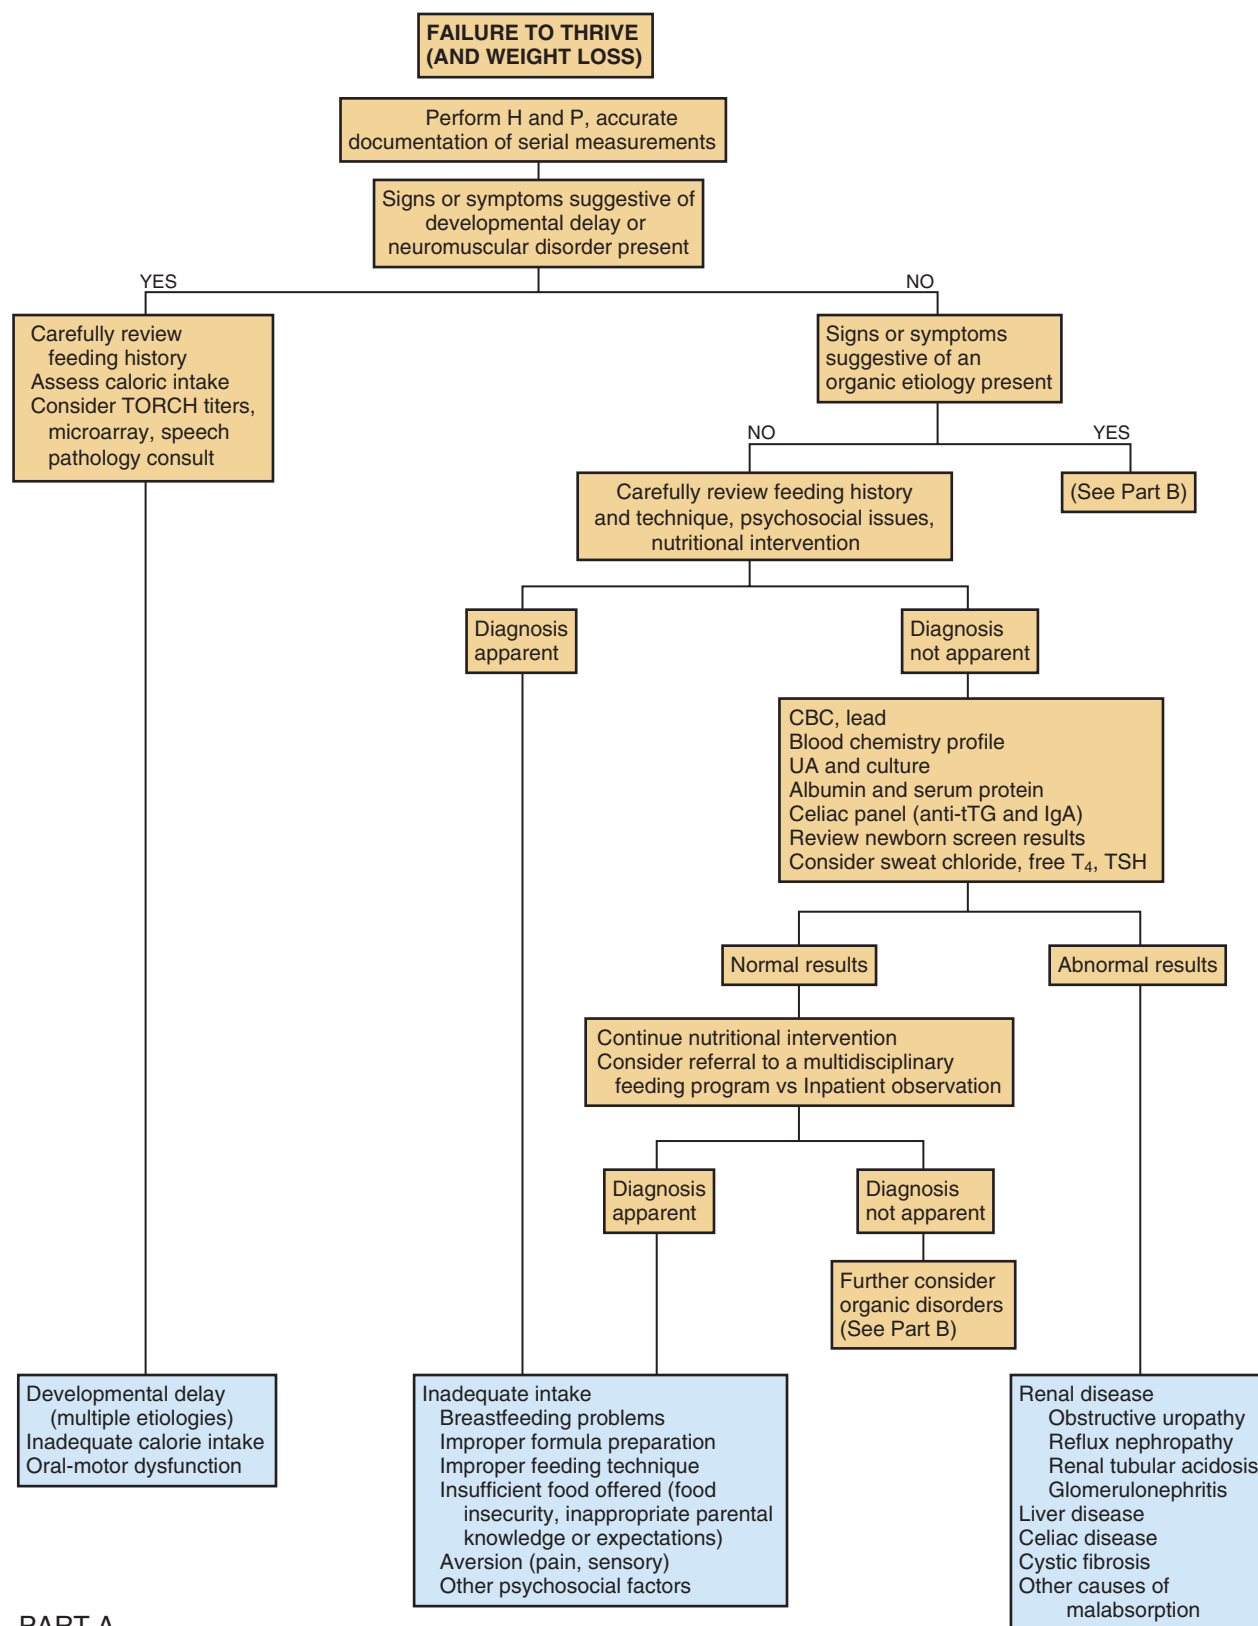 FAILURE TO THRIVE
(AND WEIGHT LOSS)
Perform H and P, accurate
documentation of serial measurements
Signs or symptoms suggestive of
developmental delay or
neuromuscular disorder present
YES
NO
Carefully review
feeding history
Assess caloric intake
Consider TORCH titers,
microarray, speech
pathology consult
Signs or symptoms
suggestive of an
organic etiology present
NO
YES
Carefully review feeding history
and technique, psychosocial issues,
nutritional intervention
(See Part B)
Diagnosis
apparent
Diagnosis
not apparent
CBC, lead
Blood chemistry profile
UA and culture
Albumin and serum protein
Celiac panel (anti-tTG and IgA)
Review newborn screen results
Consider sweat chloride, free T₄, TSH
Normal results
Abnormal results
Continue nutritional intervention
Consider referral to a multidisciplinary
feeding program vs Inpatient observation
Diagnosis
apparent
Diagnosis
not apparent
Further consider
organic disorders
(See Part B)
Developmental delay
(multiple etiologies)
Inadequate calorie intake
Oral-motor dysfunction
Inadequate intake
Breastfeeding problems
Improper formula preparation
Improper feeding technique
Insufficient food offered (food
insecurity, inappropriate parental
knowledge or expectations)
Aversion (pain, sensory)
Other psychosocial factors
Renal disease
Obstructive uropathy
Reflux nephropathy
Renal tubular acidosis
Glomerulonephritis
Liver disease
Celiac disease
Cystic fibrosis
Other causes of
malabsorption
PART A